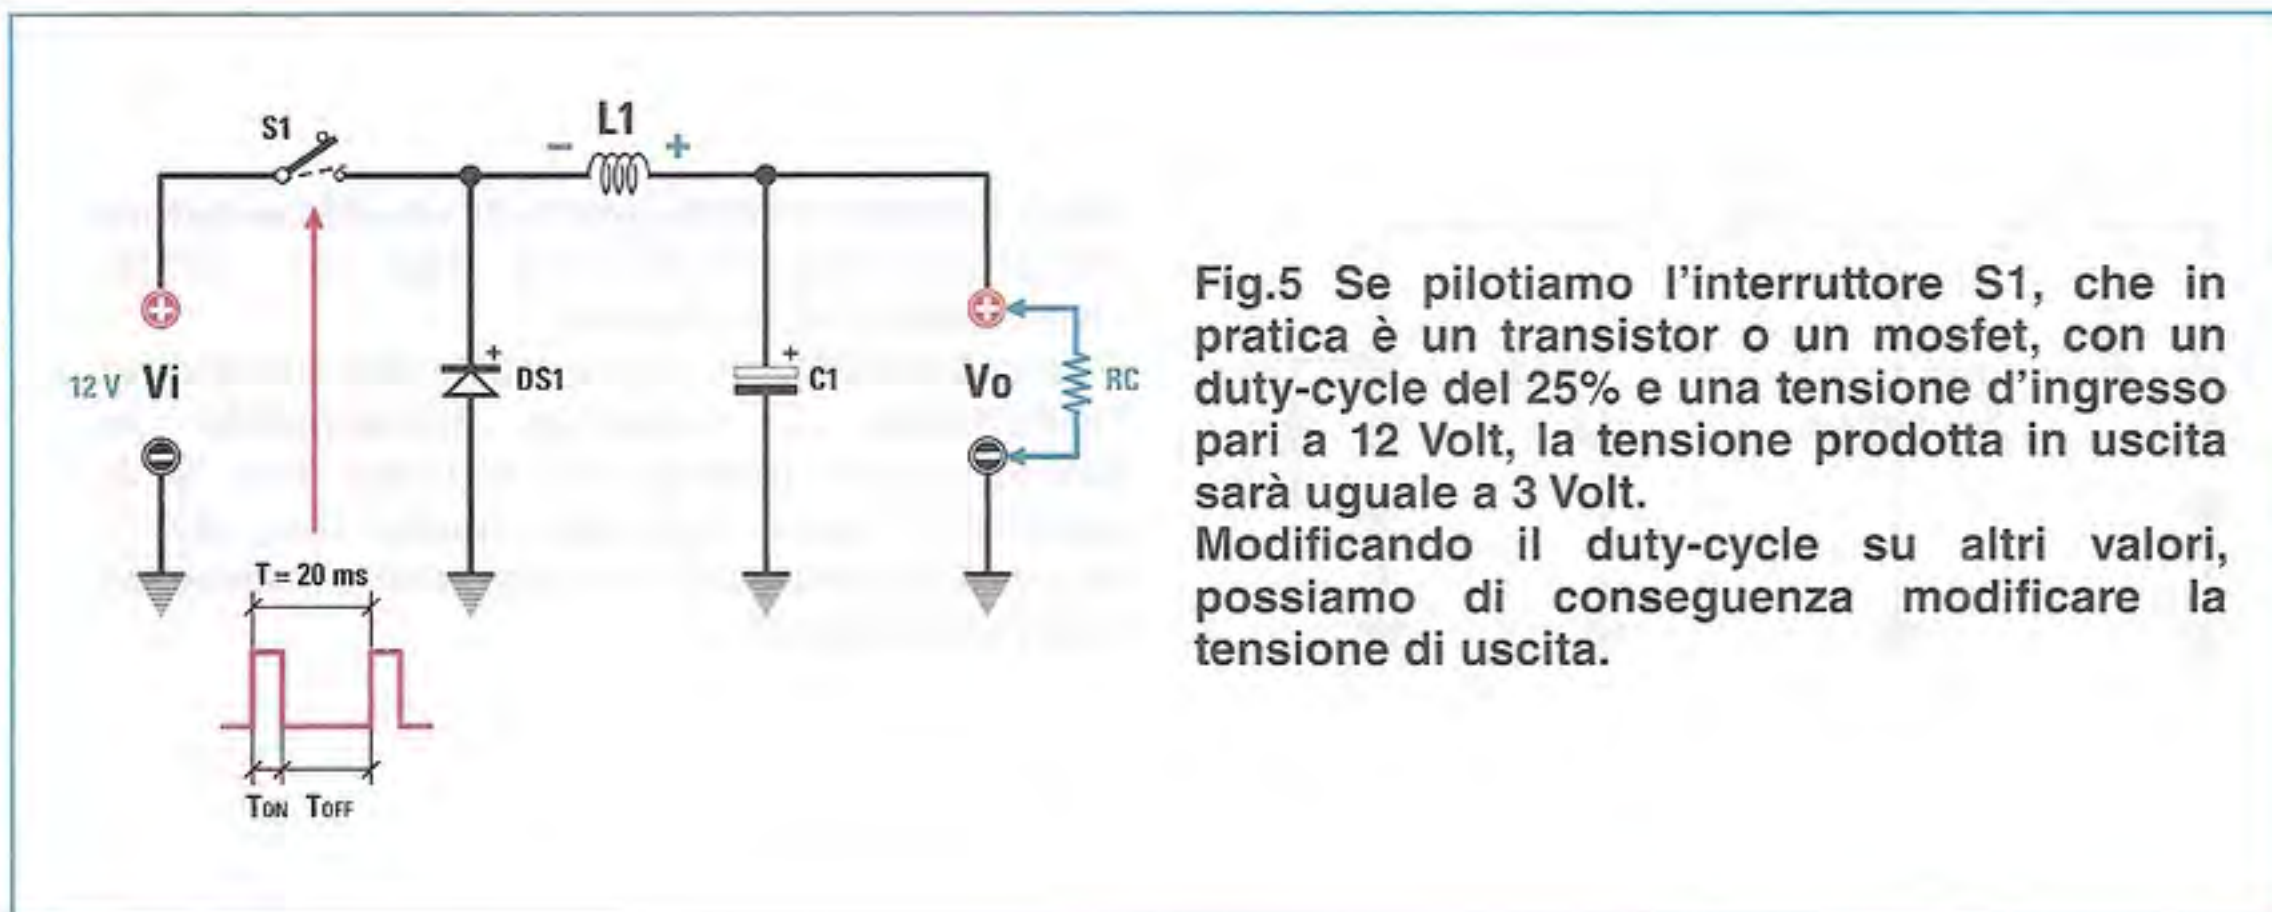 S1
L1
− +
12 V Vi
+ DS1
+ C1
Vo
RC
T = 20 ms
TON TOFF
Fig.5 Se pilotiamo l'interruttore S1, che in
pratica è un transistor o un mosfet, con un
duty-cycle del 25% e una tensione d'ingresso
pari a 12 Volt, la tensione prodotta in uscita
sarà uguale a 3 Volt.
Modificando il duty-cycle su altri valori,
possiamo di conseguenza modificare la
tensione di uscita.